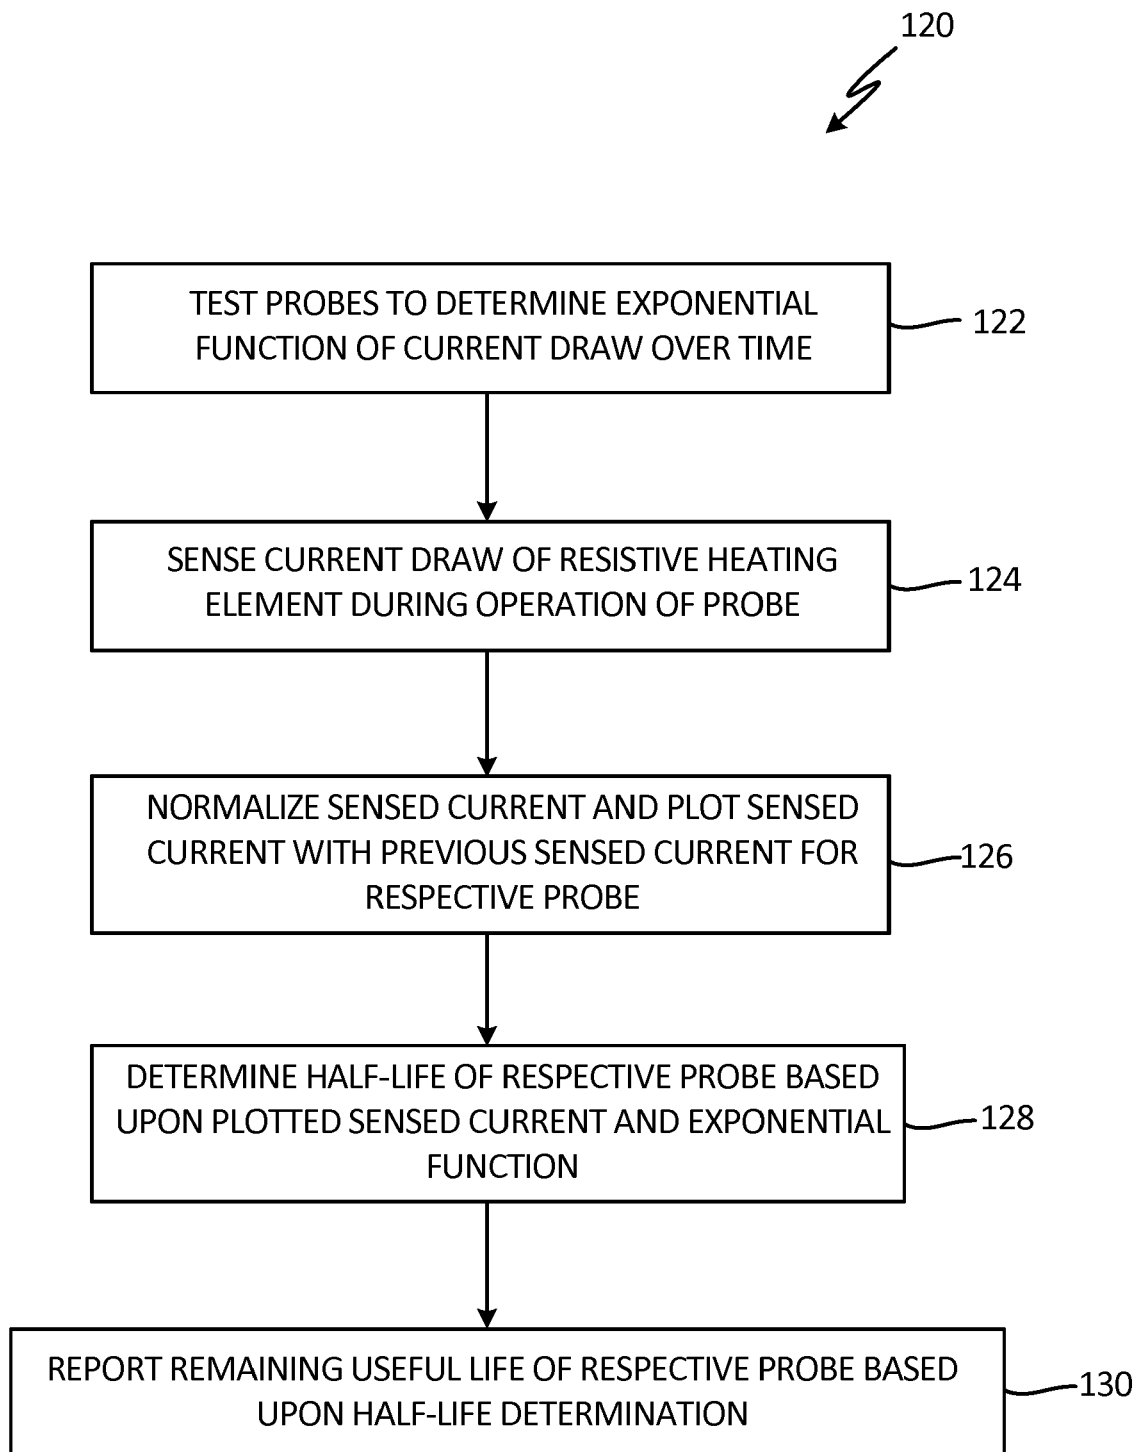 120
TEST PROBES TO DETERMINE EXPONENTIAL
FUNCTION OF CURRENT DRAW OVER TIME
122
SENSE CURRENT DRAW OF RESISTIVE HEATING
ELEMENT DURING OPERATION OF PROBE
124
NORMALIZE SENSED CURRENT AND PLOT SENSED
CURRENT WITH PREVIOUS SENSED CURRENT FOR
RESPECTIVE PROBE
126
DETERMINE HALF-LIFE OF RESPECTIVE PROBE BASED
UPON PLOTTED SENSED CURRENT AND EXPONENTIAL
FUNCTION
128
REPORT REMAINING USEFUL LIFE OF RESPECTIVE PROBE BASED
UPON HALF-LIFE DETERMINATION
130